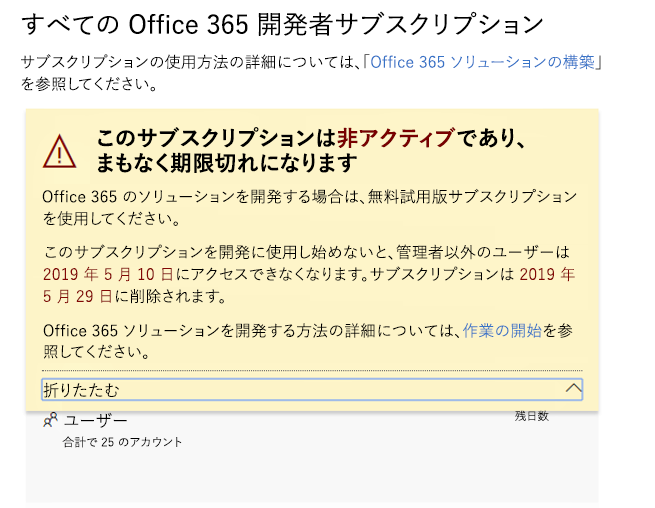 すべての Office 365 開発者サブスクリプション
サブスクリプションの使用方法の詳細については、「Office 365 ソリューションの構築」
を参照してください。
このサブスクリプションは非アクティブであり、
まもなく期限切れになります
Office 365 のソリューションを開発する場合は、無料試用版サブスクリプション
を使用してください。
このサブスクリプションを開発に使用し始めないと、管理者以外のユーザーは
2019 年 5 月 10 日にアクセスできなくなります。サブスクリプションは 2019 年
5 月 29 日に削除されます。
Office 365 ソリューションを開発する方法の詳細については、作業の開始を参
照してください。
折りたたむ
ユーザー
残日数
合計で 25 のアカウント